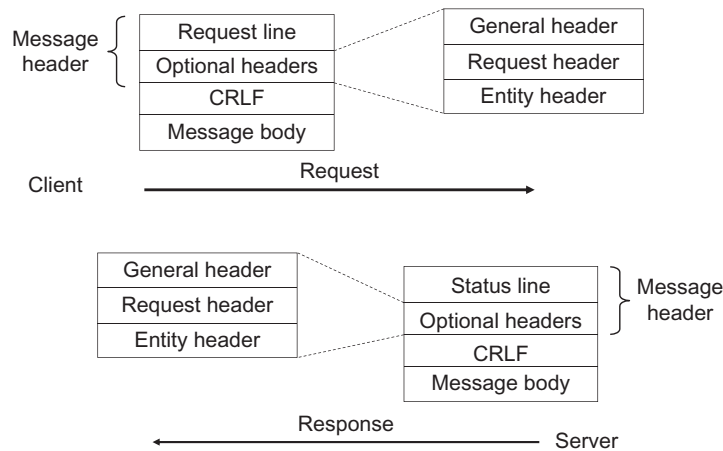 Message
header
Request line
Optional headers
CRLF
Message body
General header
Request header
Entity header
Client
Request
General header
Request header
Entity header
Status line
Optional headers
CRLF
Message body
Message
header
Response
Server